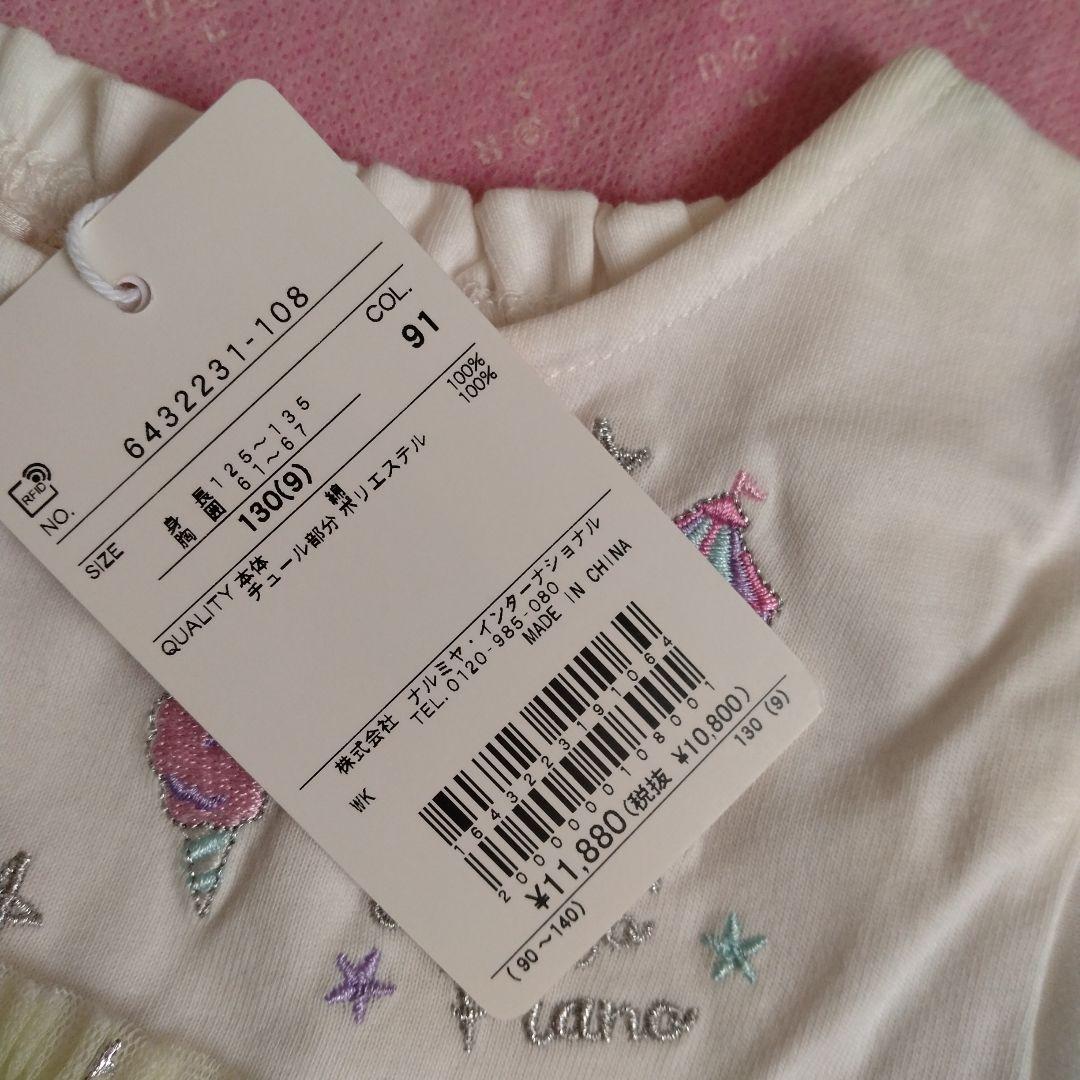 RFID
NO. 6432231-108
COL. 91
SIZE 身長 125~135
胸囲 61~67
130(9)
QUALITY 本体 綿 100%
チュール部分 ポリエステル 100%
株式会社 ナルミヤ・インターナショナル
TEL.0120-985-080
MADE IN CHINA
WK
1643223191064
2000000108001
¥11,880(税抜 ¥10,800)
(90~140) 130 (9)
Piano